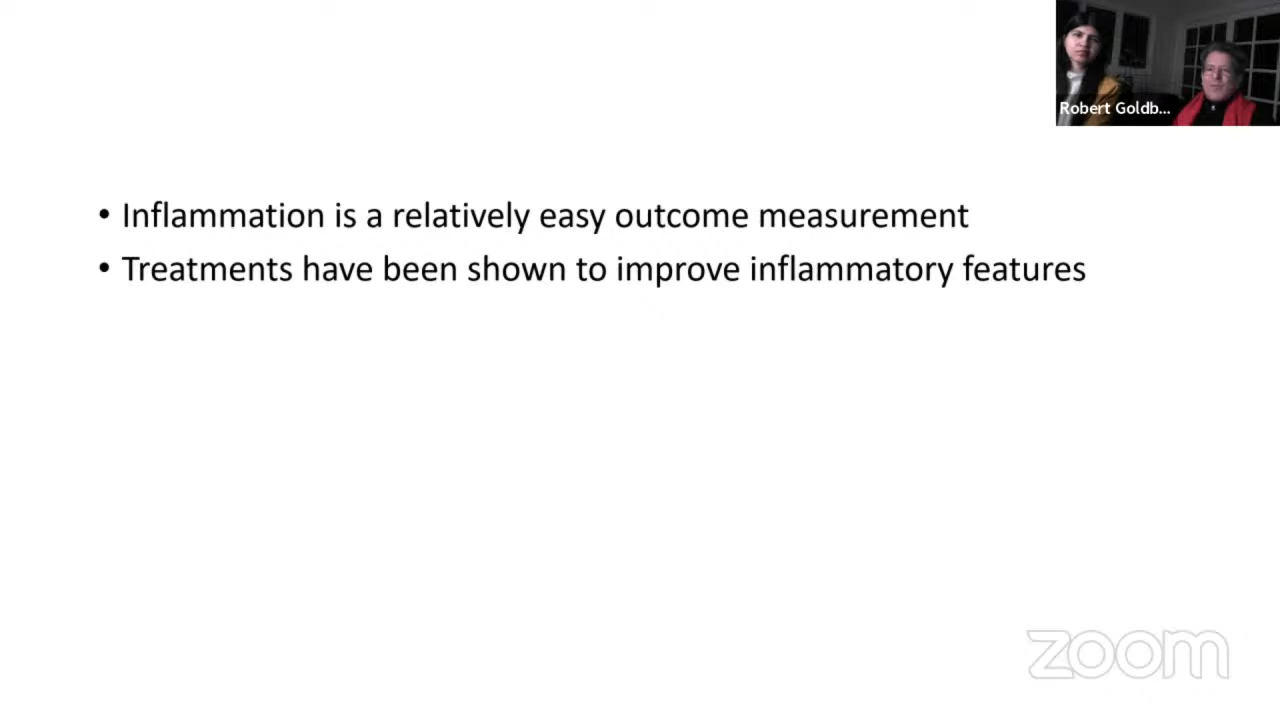 Robert Goldb...
• Inflammation is a relatively easy outcome measurement
• Treatments have been shown to improve inflammatory features
zoom